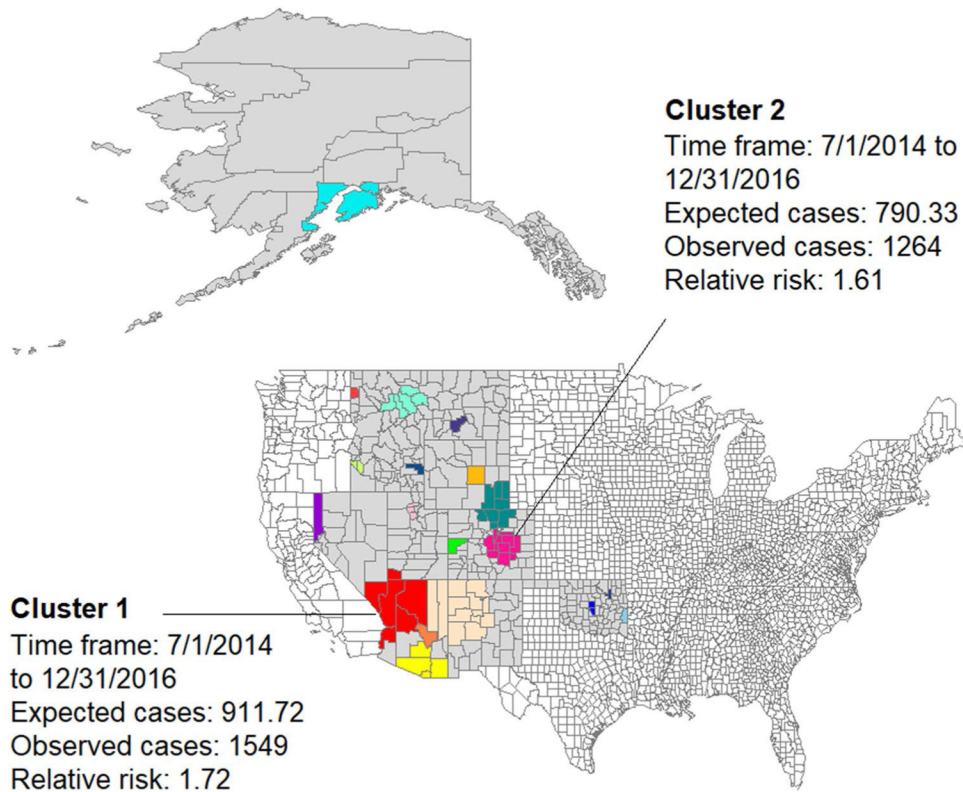 Cluster 2
Time frame: 7/1/2014 to
12/31/2016
Expected cases: 790.33
Observed cases: 1264
Relative risk: 1.61
Cluster 1
Time frame: 7/1/2014
to 12/31/2016
Expected cases: 911.72
Observed cases: 1549
Relative risk: 1.72